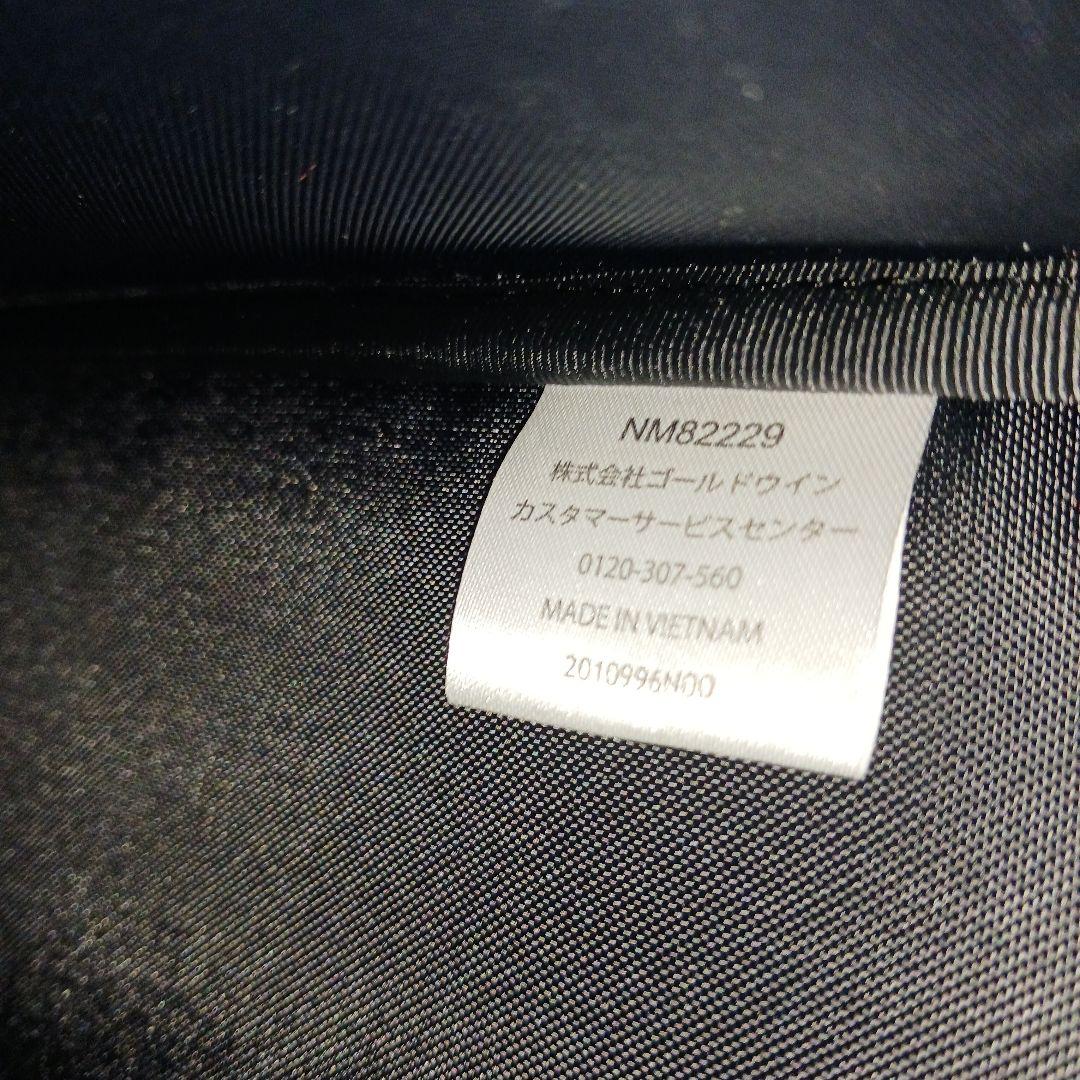 NM82229
株式会社ゴールドウイン
カスタマーサービスセンター
0120-307-560
MADE IN VIETNAM
2010996N00